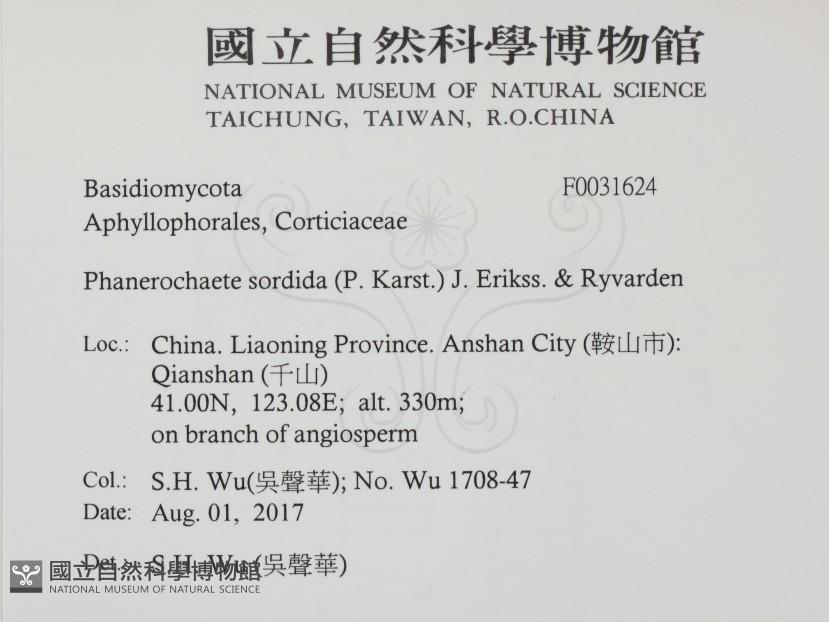 國立自然科學博物館
NATIONAL MUSEUM OF NATURAL SCIENCE
TAICHUNG, TAIWAN, R.O.CHINA
Basidiomycota F0031624
Aphyllophorales, Corticiaceae
Phanerochaete sordida (P. Karst.) J. Erikss. & Ryvarden
Loc.: China. Liaoning Province. Anshan City (鞍山市):
Qianshan (千山)
41.00N, 123.08E; alt. 330m;
on branch of angiosperm
Col.: S.H. Wu(吳聲華); No. Wu 1708-47
Date: Aug. 01, 2017
Det.: S.H. Wu (吳聲華)
國立自然科學博物館
NATIONAL MUSEUM OF NATURAL SCIENCE